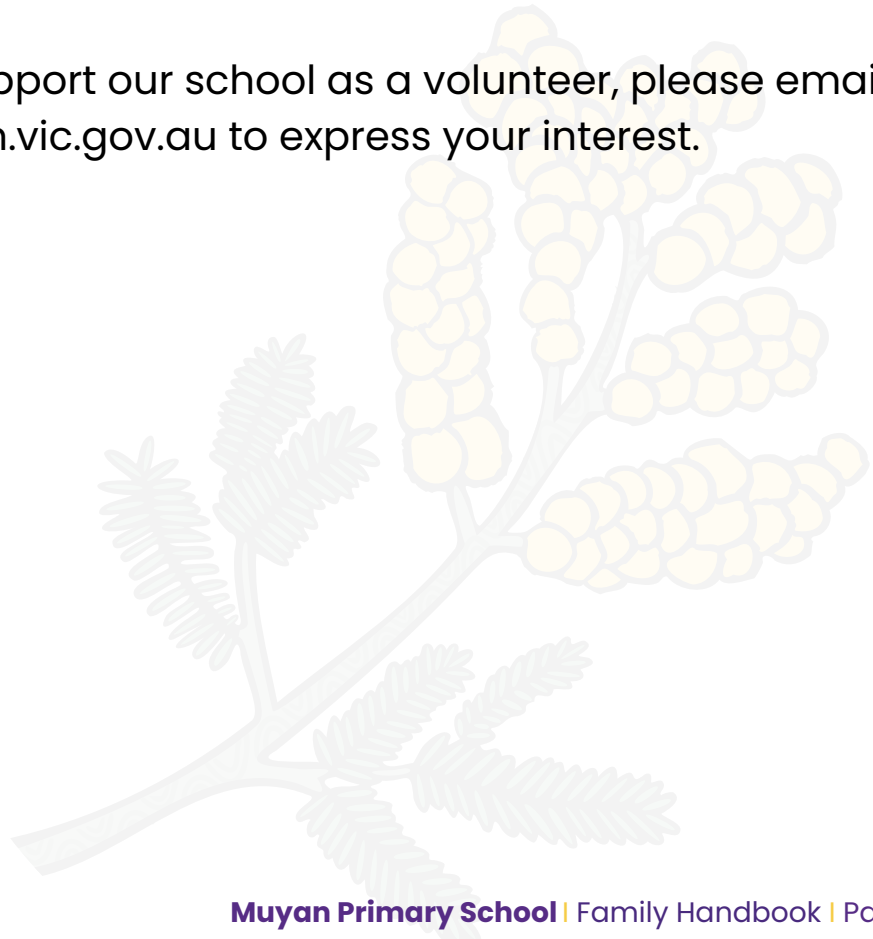 pport our school as a volunteer, please emai
.vic.gov.au to express your interest.
Muyan Primary School | Family Handbook | Pa